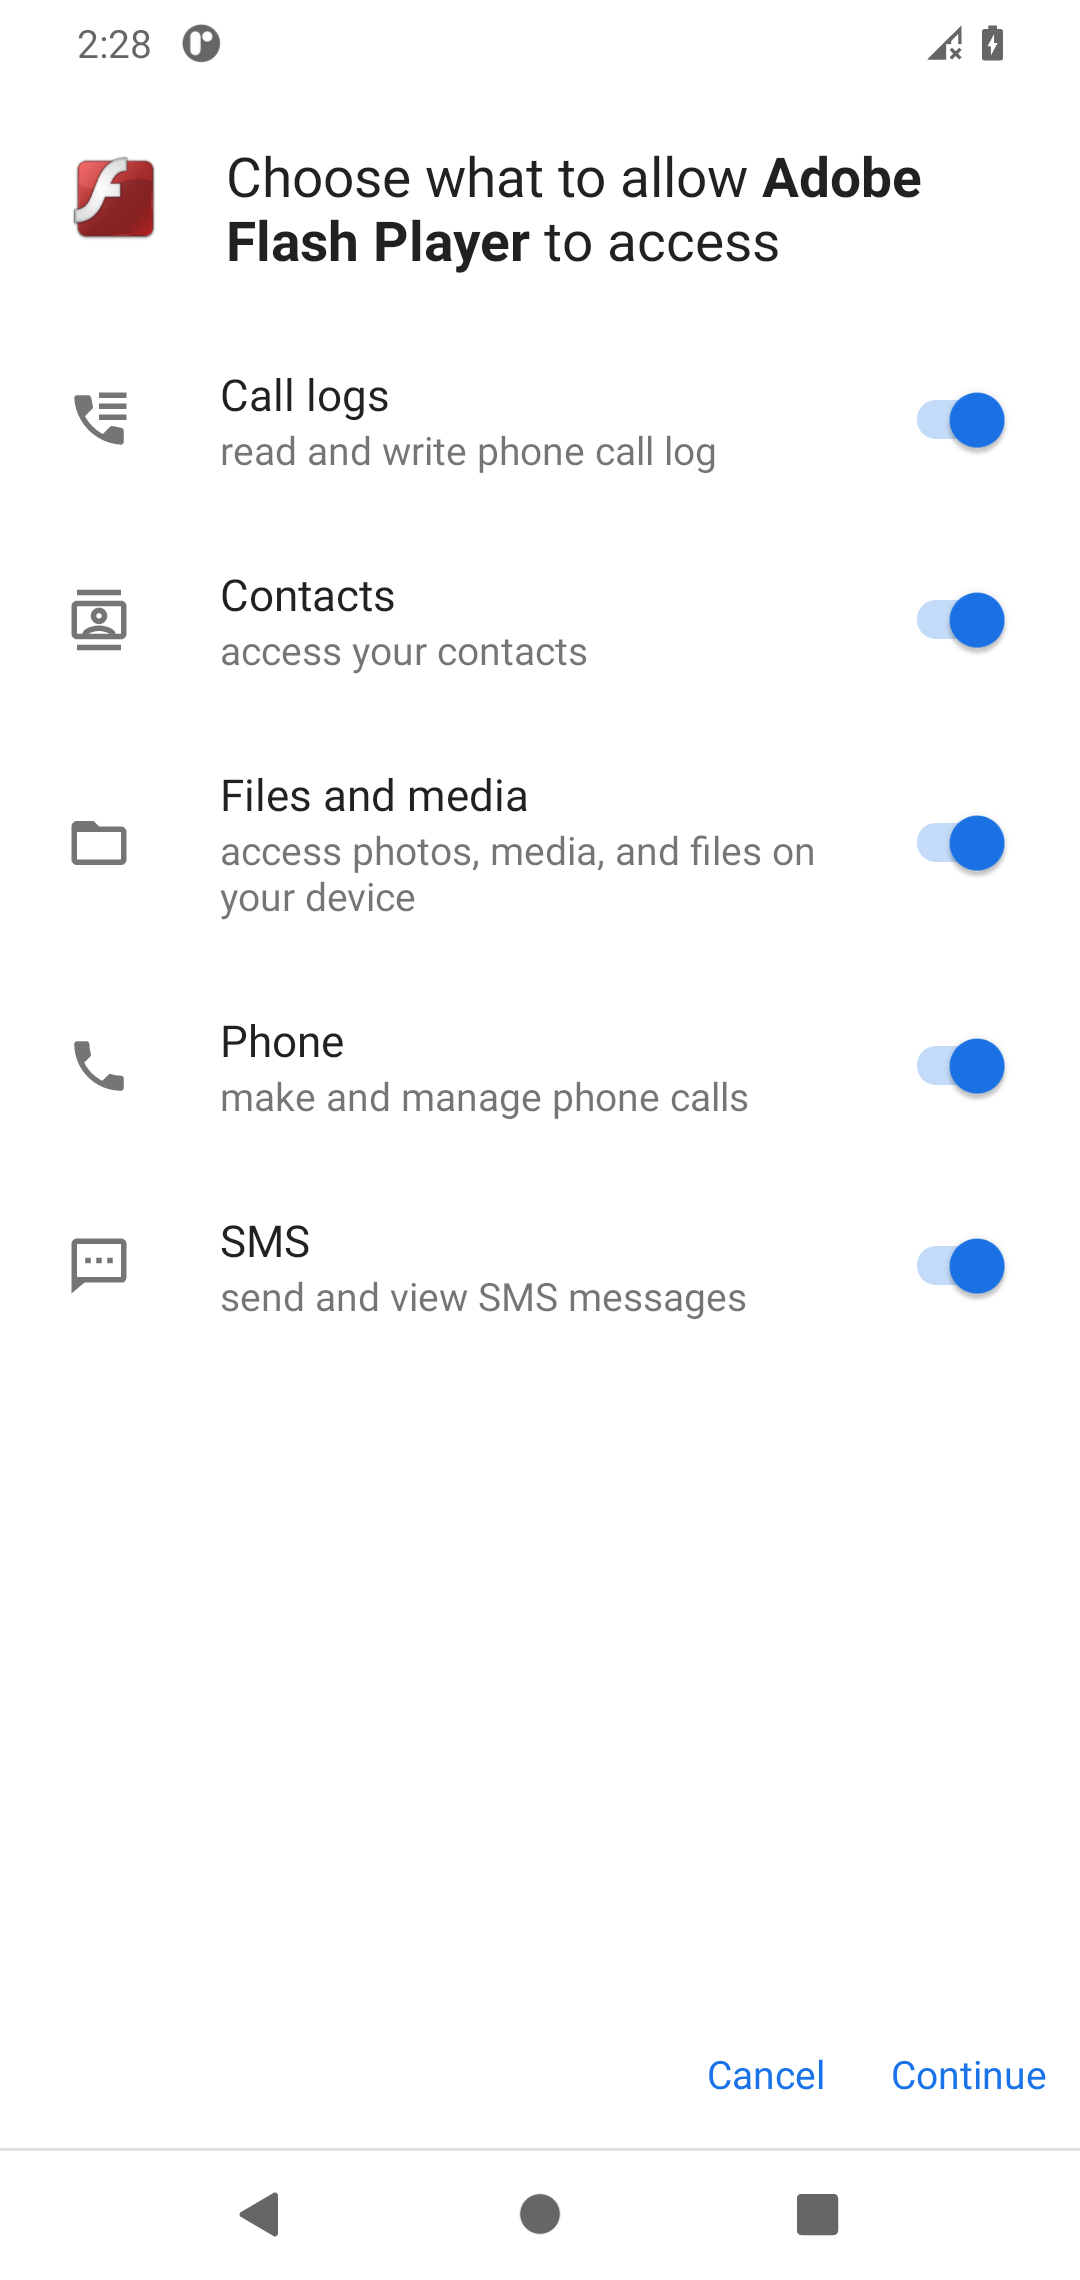 2:28
Choose what to allow Adobe
Flash Player to access
Call logs
read and write phone call log
Contacts
access your contacts
Files and media
access photos, media, and files on
your device
Phone
make and manage phone calls
SMS
send and view SMS messages
Cancel Continue